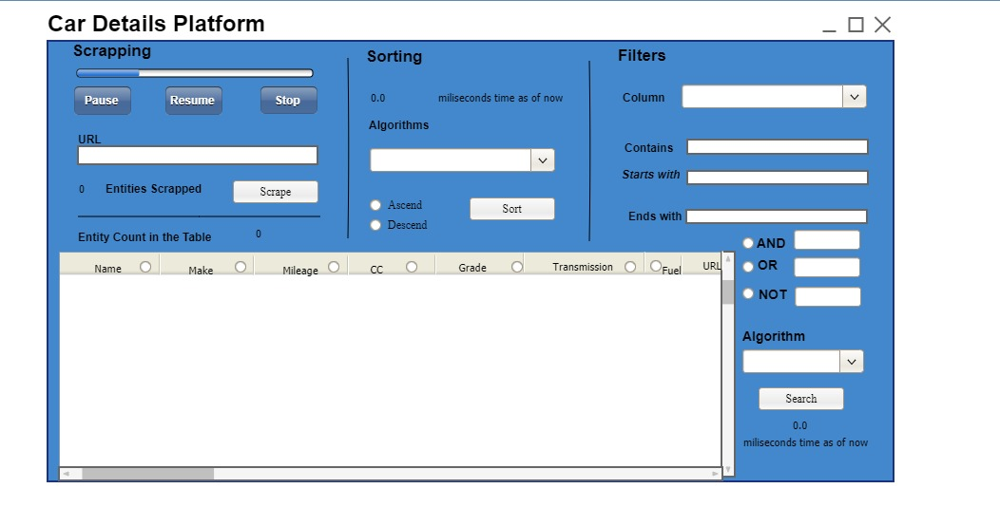 Car Details Platform
Scrapping
Pause Resume Stop
URL
0 Entities Scrapped Scrape
Entity Count in the Table 0
Sorting
0.0 miliseconds time as of now
Algorithms
Ascend
Descend
Sort
Filters
Column
Contains
Starts with
Ends with
AND
OR
NOT
Algorithm
Search
0.0
miliseconds time as of now
Name Make Mileage CC Grade Transmission Fuel URL